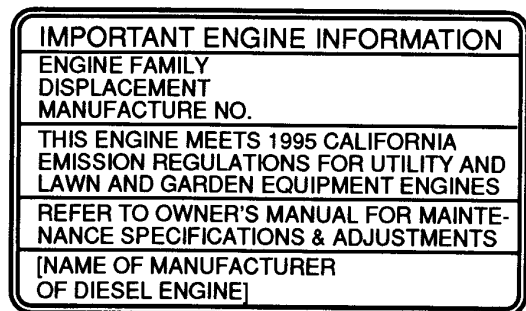 IMPORTANT ENGINE INFORMATION
ENGINE FAMILY
DISPLACEMENT
MANUFACTURE NO.
THIS ENGINE MEETS 1995 CALIFORNIA
EMISSION REGULATIONS FOR UTILITY AND
LAWN AND GARDEN EQUIPMENT ENGINES
REFER TO OWNER'S MANUAL FOR MAINTE-
NANCE SPECIFICATIONS & ADJUSTMENTS
[NAME OF MANUFACTURER
OF DIESEL ENGINE]